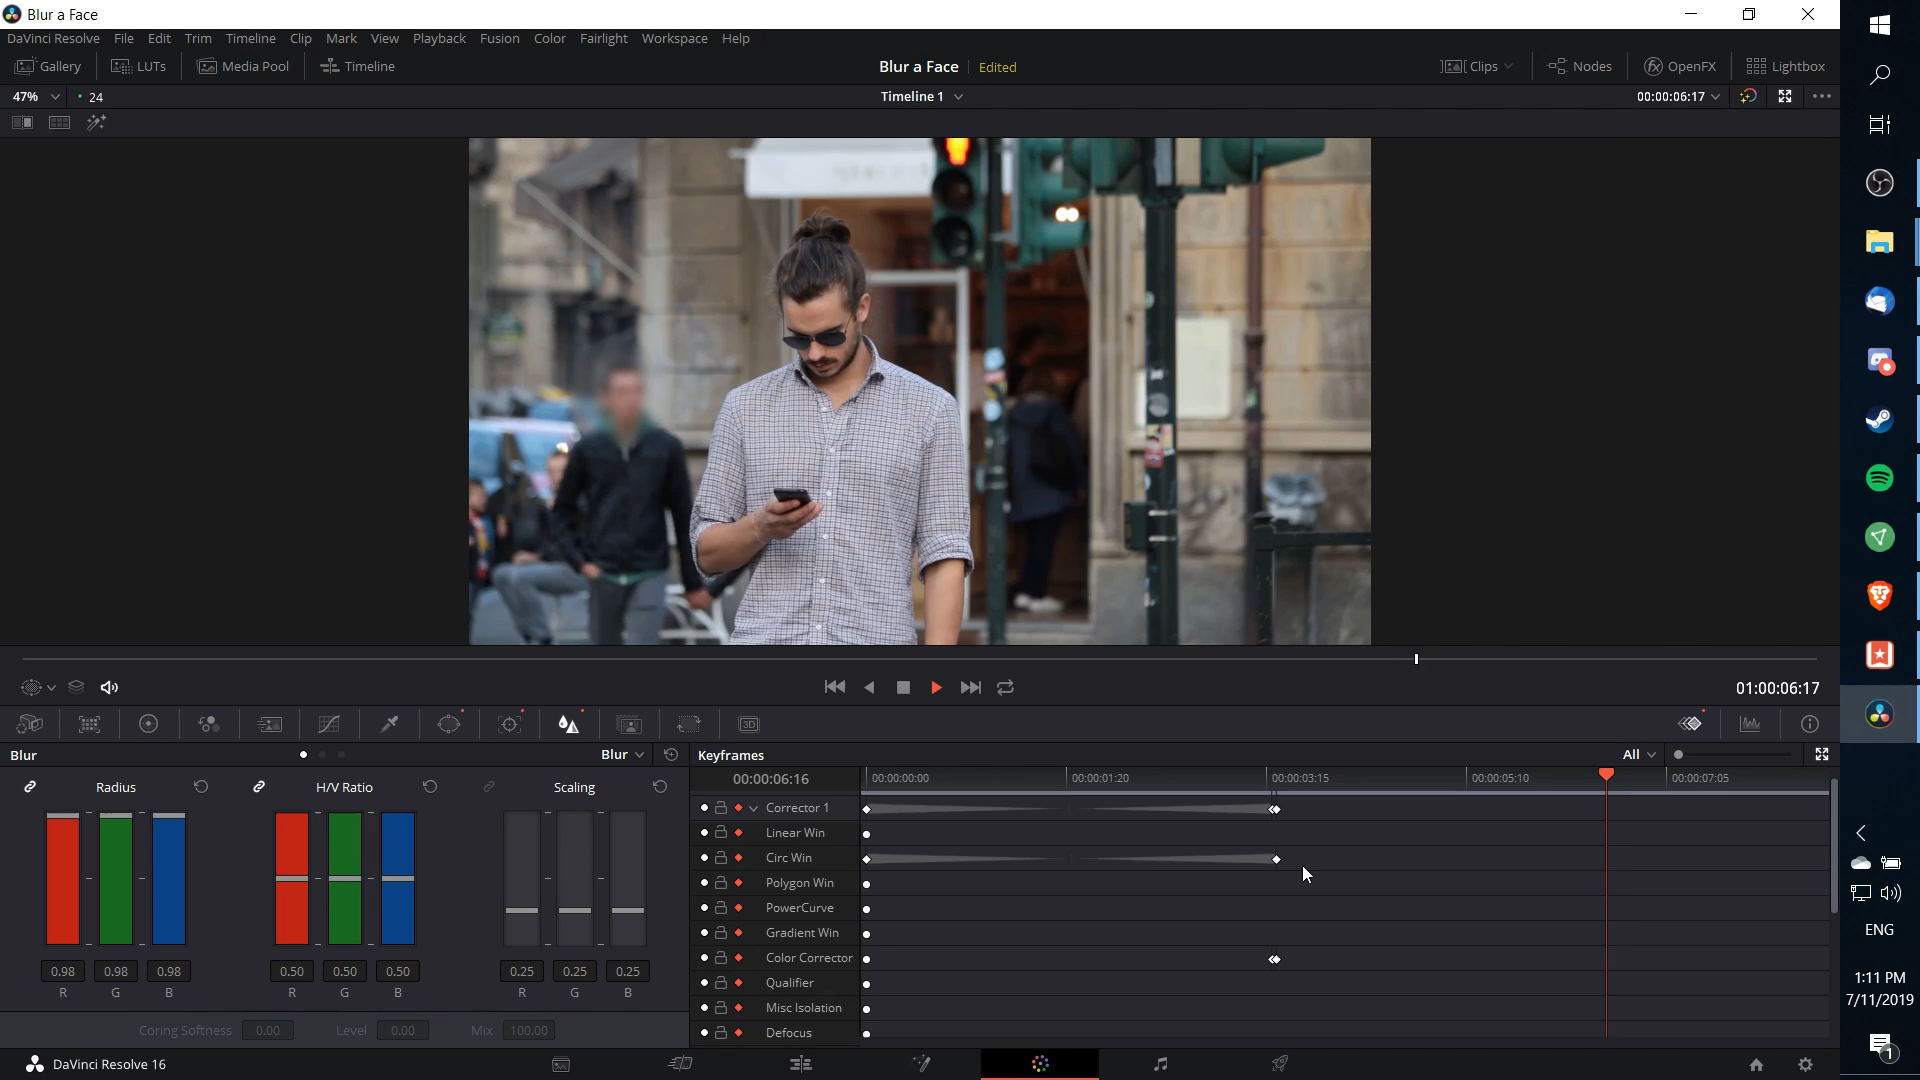 Blur a Face
DaVinci Resolve File Edit Trim Timeline Clip Mark View Playback Fusion Color Fairlight Workspace Help
Gallery LUTs Media Pool Timeline Blur a Face Edited Clips Nodes OpenFX Lightbox
47% 24 Timeline 1 00:00:06:17
01:00:06:17
3D
Blur Blur Keyframes All
Radius H/V Ratio Scaling 00:00:06:16 00:00:00:00 00:00:01:20 00:00:03:15 00:00:05:10 00:00:07:05
Corrector 1
Linear Win
Circ Win
Polygon Win
PowerCurve
Gradient Win
Color Corrector
Qualifier
Misc Isolation
Defocus
0.98 0.98 0.98 0.50 0.50 0.50 0.25 0.25 0.25
R G B R G B R G B
Coring Softness 0.00 Level 0.00 Mix 100.00
DaVinci Resolve 16
ENG
1:11 PM
7/11/2019
1